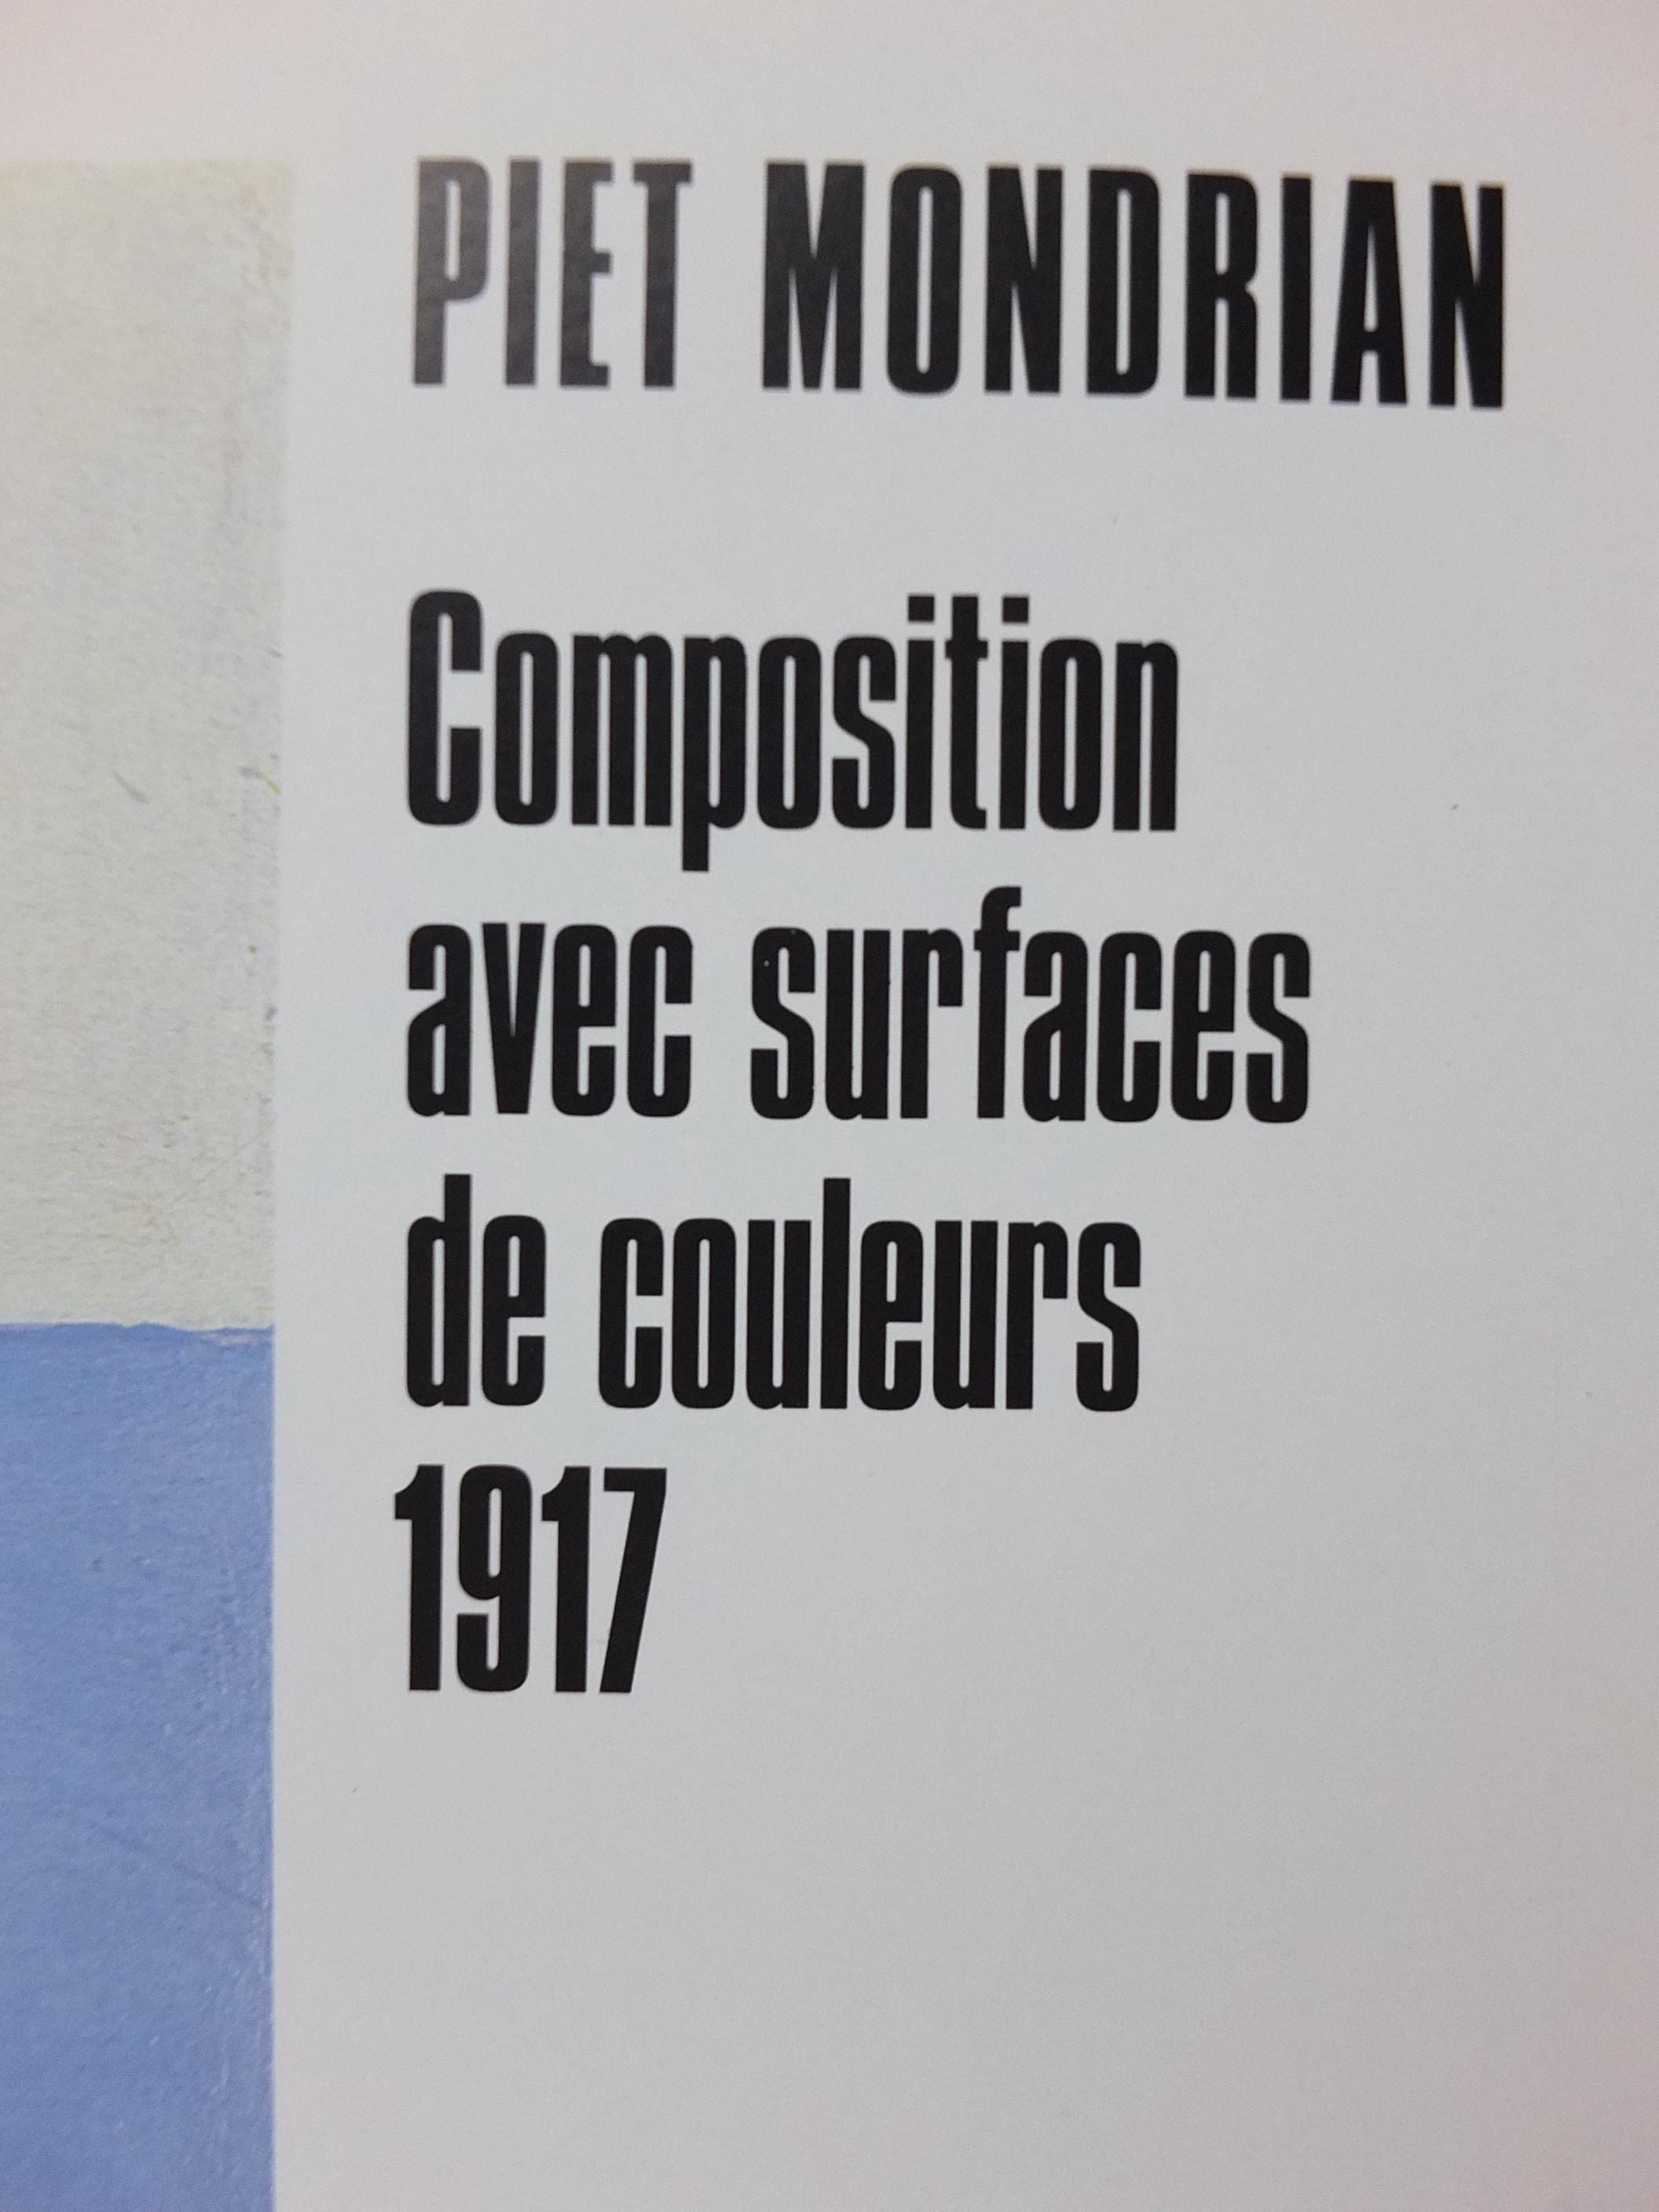 PIET MONDRIAN
Composition
avec surfaces
de couleurs
1917